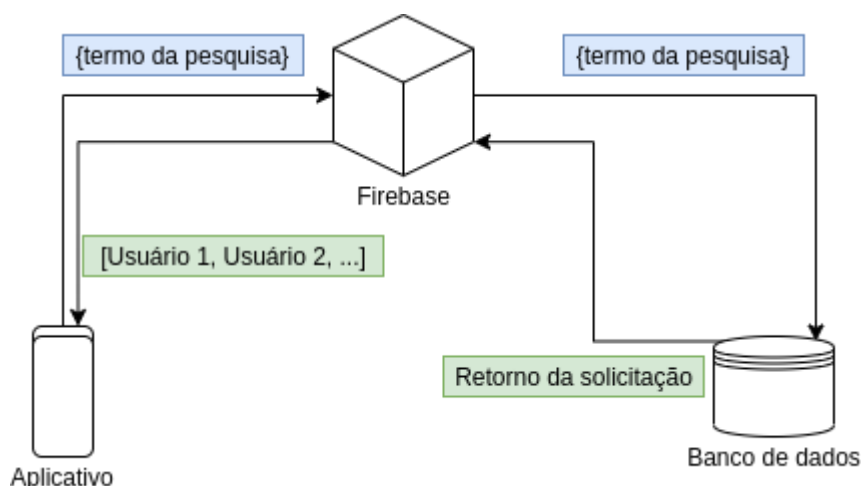 {termo da pesquisa}
{termo da pesquisa}
Firebase
[Usuário 1, Usuário 2, ...]
Retorno da solicitação
Banco de dados
Aplicativo